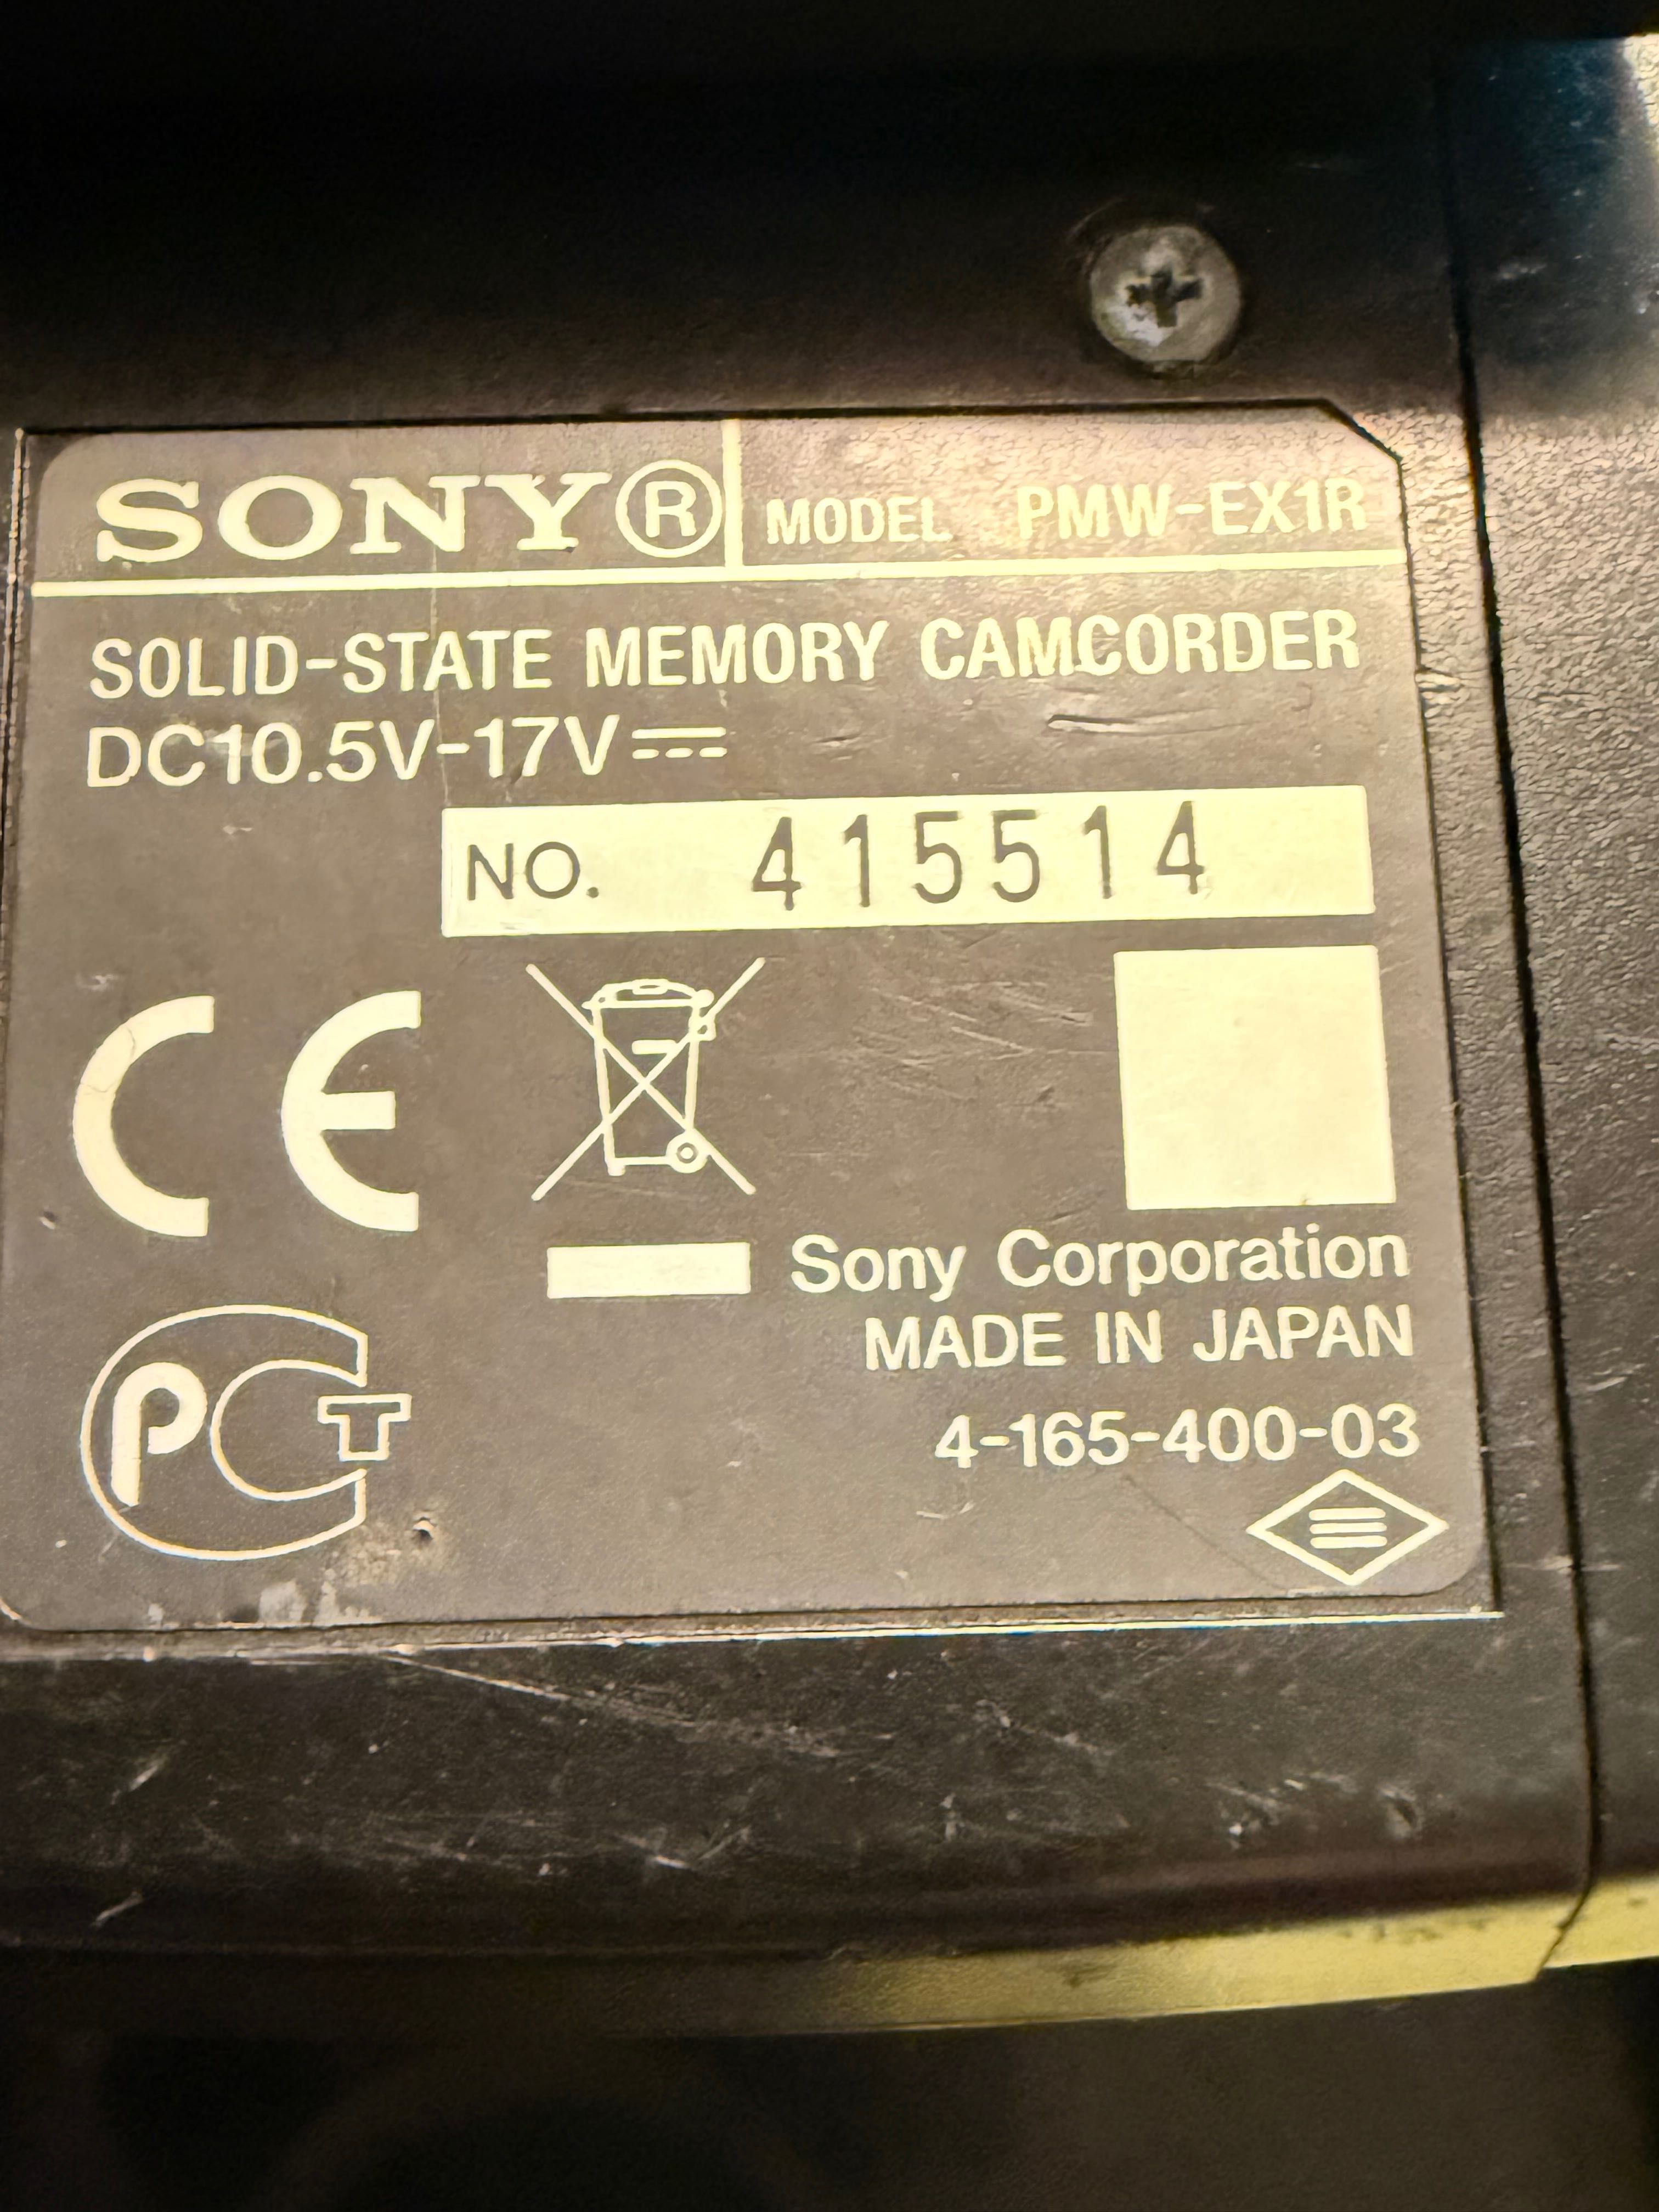 SONY®
MODEL PMW-EX1R
SOLID-STATE MEMORY CAMCORDER
DC10.5V-17V⎓
NO. 415514
CE
Sony Corporation
MADE IN JAPAN
PCT
4-165-400-03